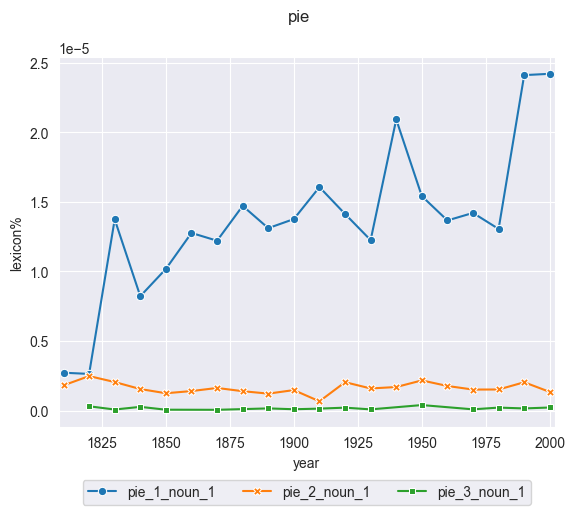 pie
1e−5
2.5
2.0
1.5
1.0
0.5
0.0
lexicon%
1825 1850 1875 1900 1925 1950 1975 2000
year
pie_1_noun_1 pie_2_noun_1 pie_3_noun_1